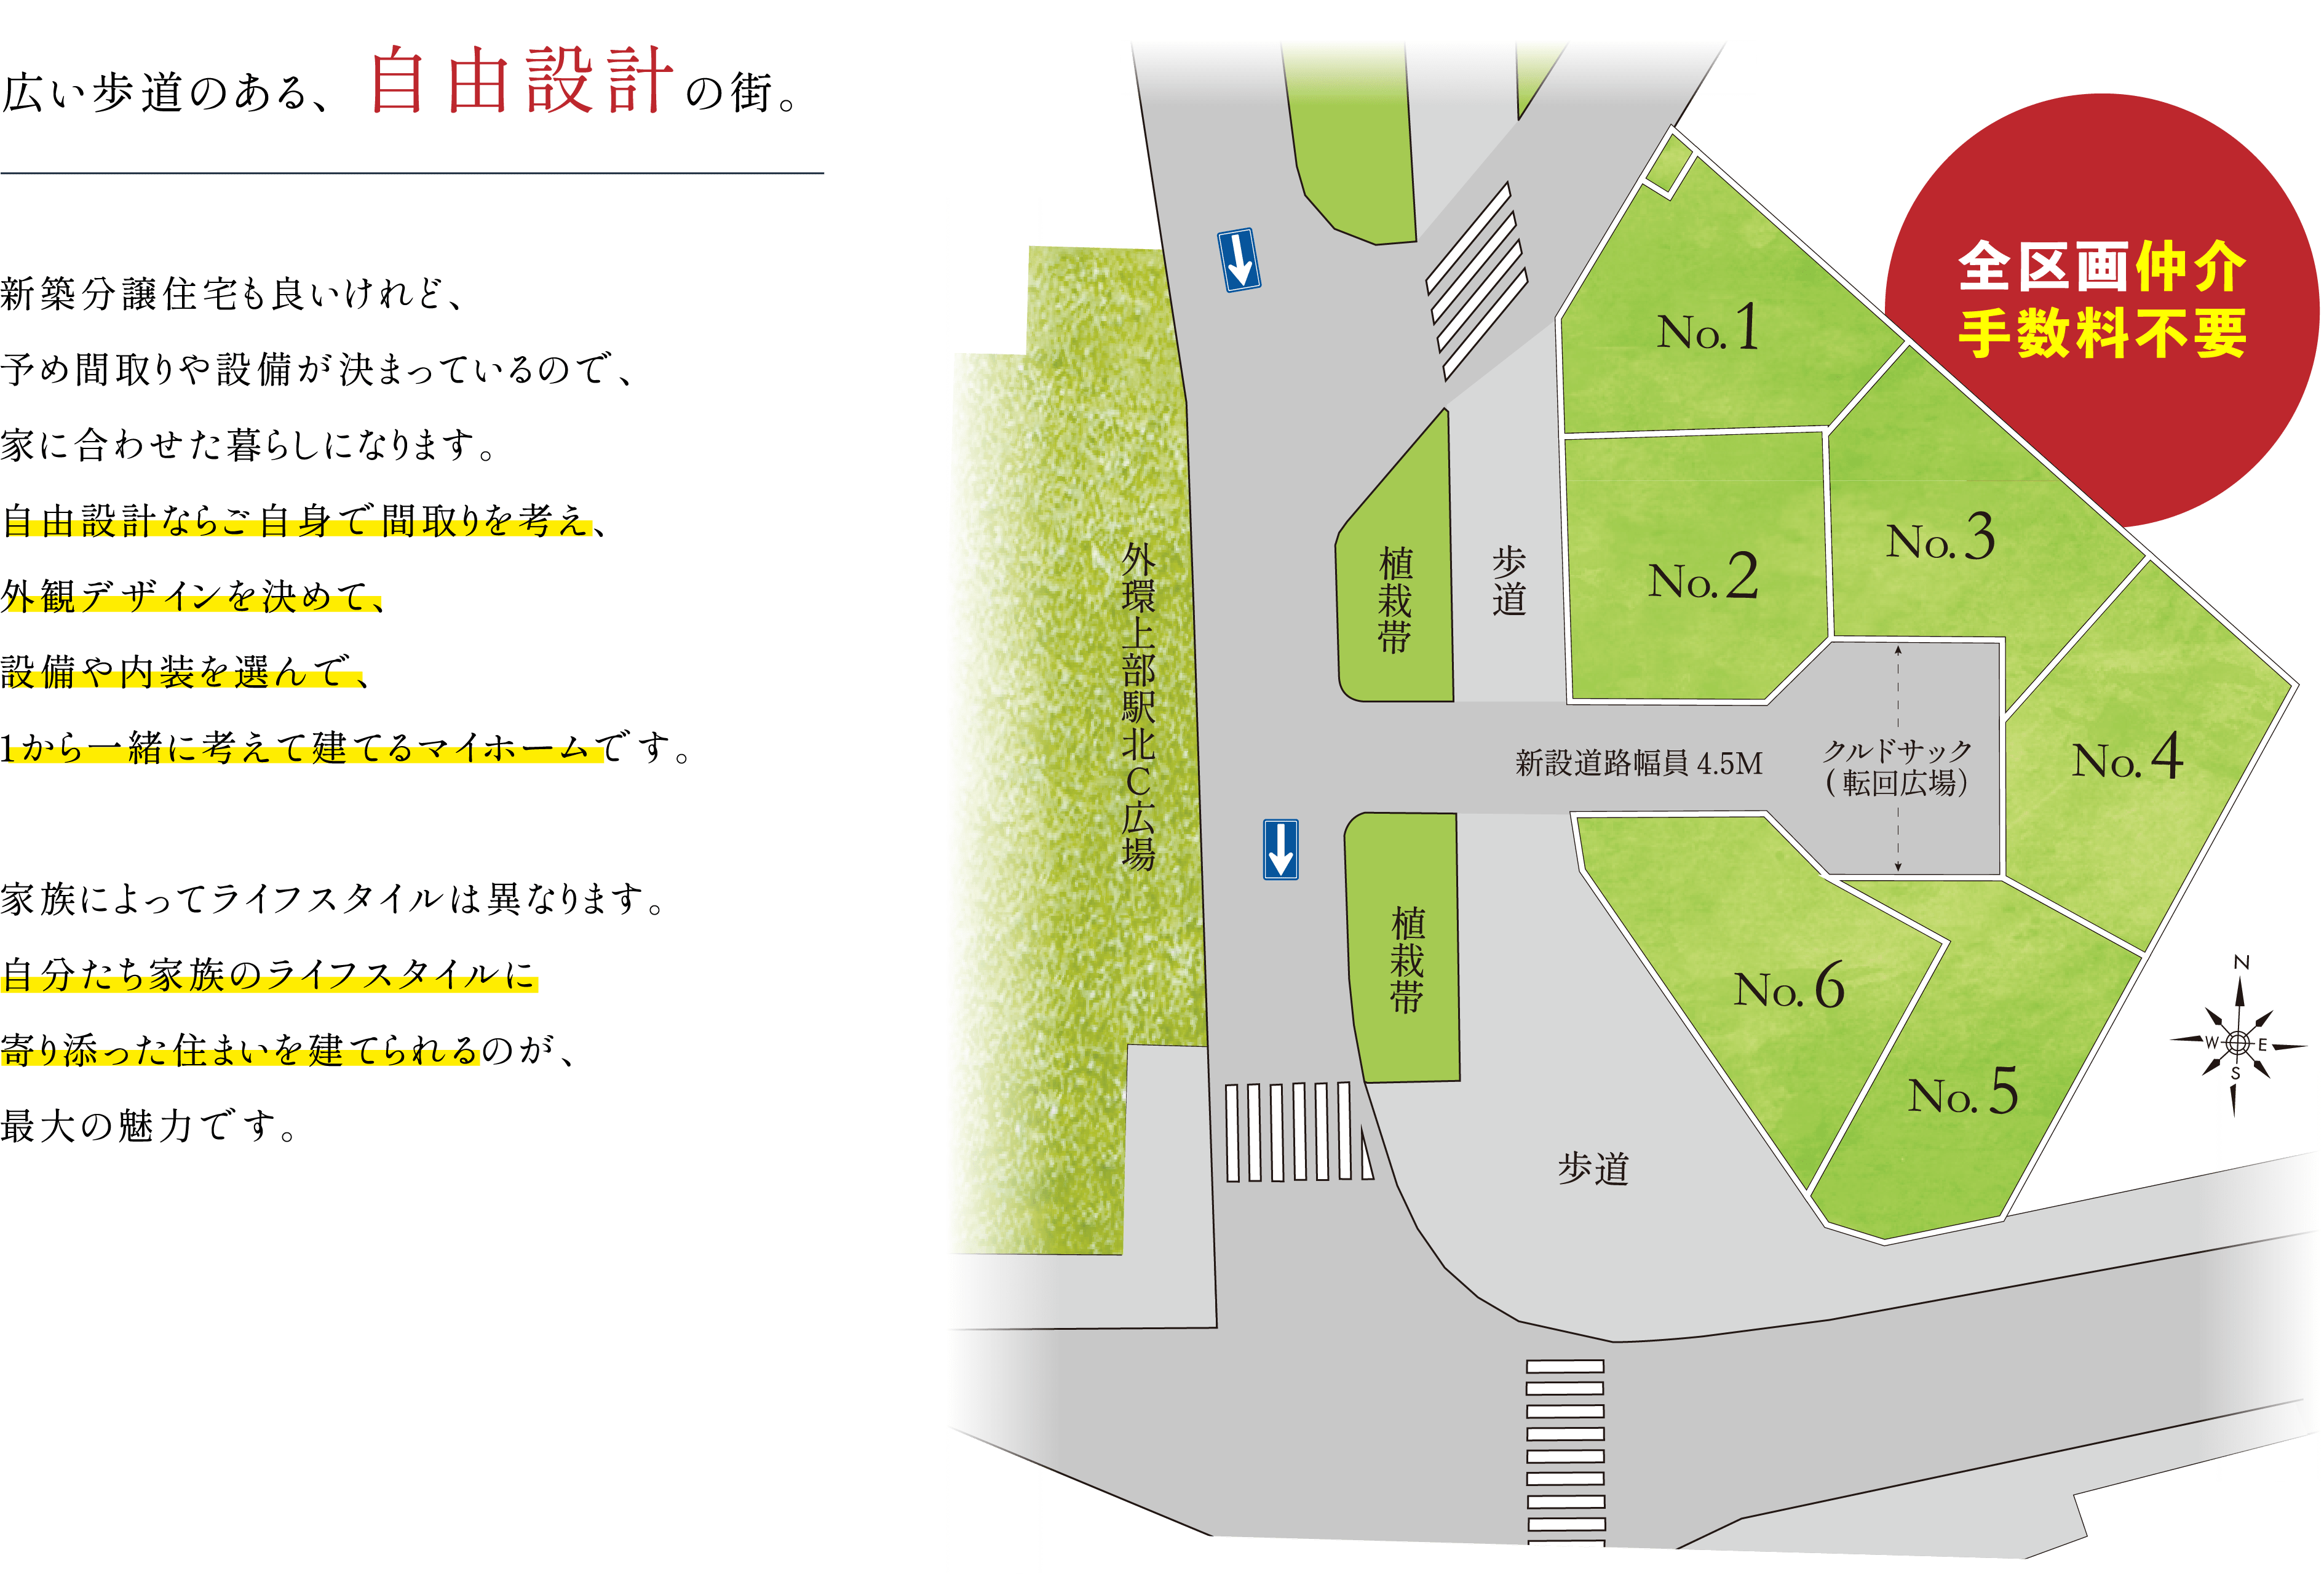 広い歩道のある、自由設計の街。
新築分譲住宅も良いけれど、
予め間取りや設備が決まっているので、
家に合わせた暮らしになります。
自由設計ならご自身で間取りを考え、
外観デザインを決めて、
設備や内装を選んで、
1から一緒に考えて建てるマイホームです。
家族によってライフスタイルは異なります。
自分たち家族のライフスタイルに
寄り添った住まいを建てられるのが、
最大の魅力です。
全区画仲介
手数料不要
No.1
No.2
No.3
No.4
No.5
No.6
外環上部駅北C広場
植栽帯
歩道
新設道路幅員 4.5M
クルドサック
(転回広場)
植栽帯
歩道
N
W
E
S